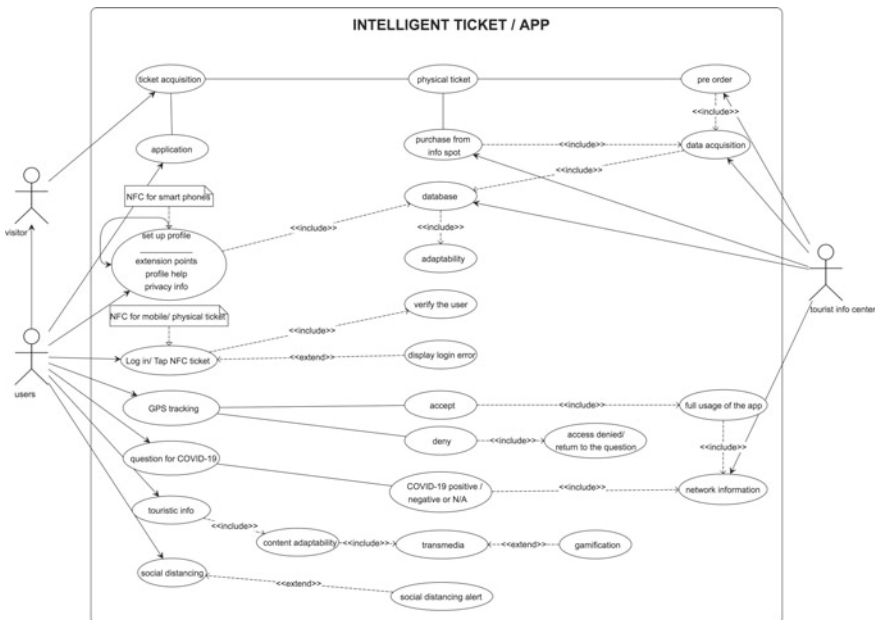 INTELLIGENT TICKET / APP
ticket acquisition
physical ticket
pre order
<<include>>
application
purchase from
info spot
<<include>>
data acquisition
<<include>>
NFC for smart phones
database
visitor
set up profile
<<include>>
<<include>>
extension points
profile help
privacy info
adaptability
tourist info center
NFC for mobile/ physical ticket
verify the user
<<include>>
Log in/ Tap NFC ticket
<<extend>>
display login error
users
GPS tracking
accept
<<include>>
full usage of the app
deny
<<include>>
access denied/
return to the question
<<include>>
question for COVID-19
COVID-19 positive /
negative or N/A
<<include>>
network information
touristic info
<<include>>
content adaptability
<<include>>
transmedia
<<extend>>
gamification
social distancing
<<extend>>
social distancing alert